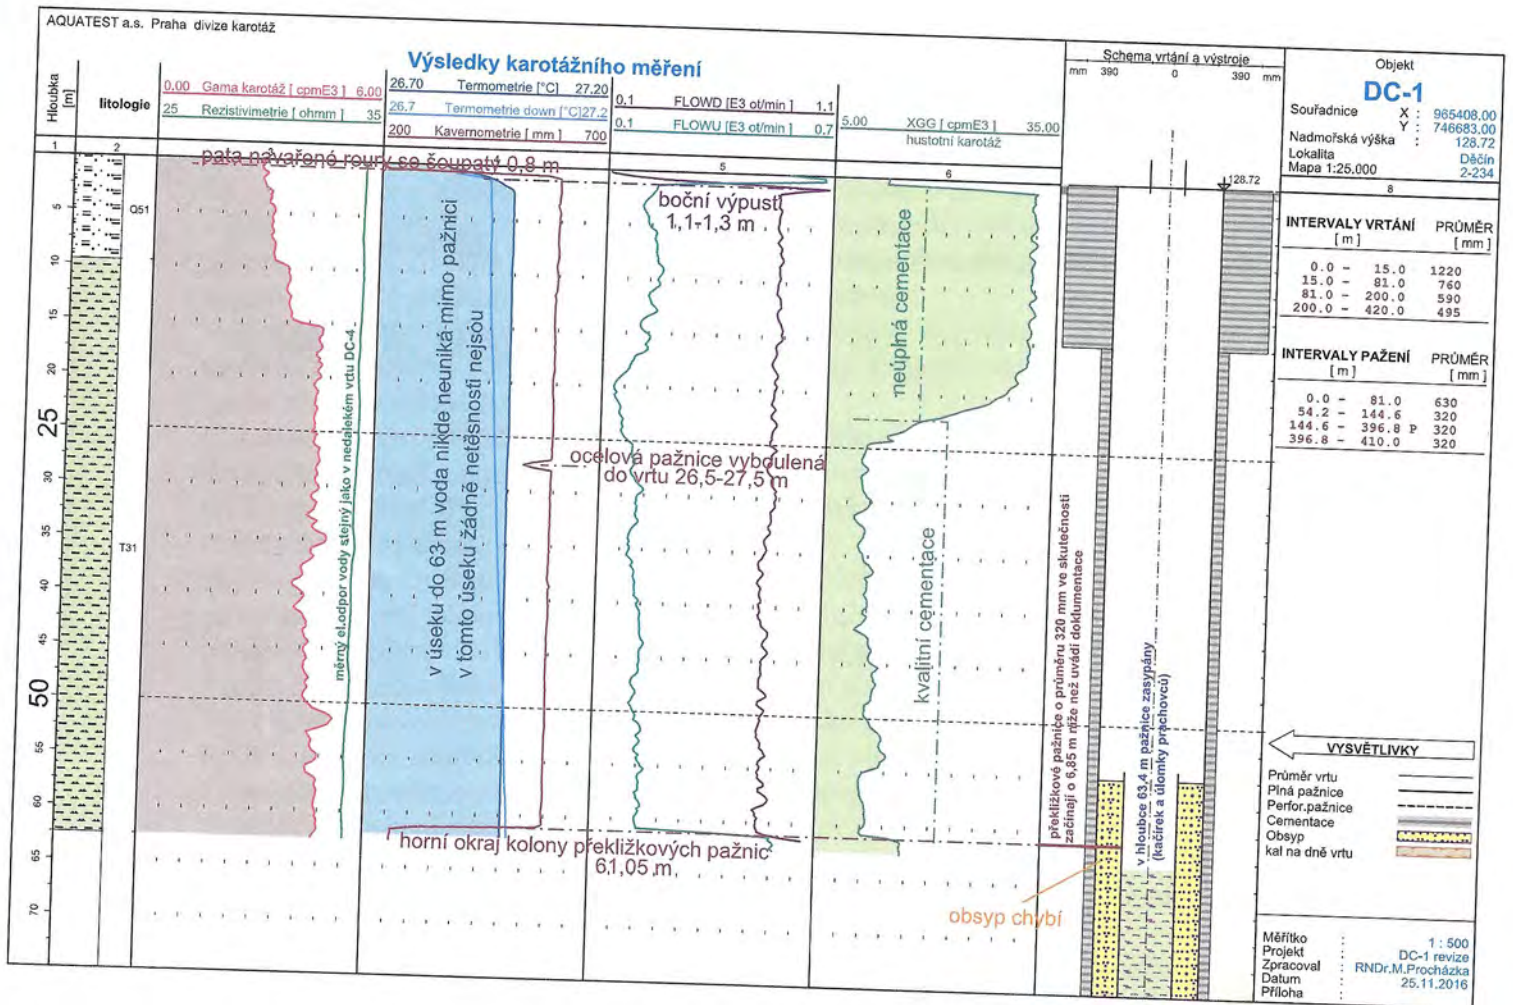 AQUATEST a.s. Praha divize karotáž
Výsledky karotážního měření
Hloubka
[m]
litologie
0.00 Gama karotáž [ cpmE3 ] 6.00
25 Rezistivimetrie [ ohmm ] 35
26.70 Termometrie [°C] 27.20
26.7 Termometrie down [°C]27.2
200 Kavernometrie [ mm ] 700
0.1 FLOWD [E3 ot/min ] 1.1
0.1 FLOWU [E3 ot/min ] 0.7
5.00 XGG [ cpmE3 ] 35.00
hustotní karotáž
Schema vrtání a výstroje
mm 390 0 390 mm
1 2 3 4 5 6 8
Objekt
DC-1
Souřadnice X : 965408.00
Y : 746683.00
Nadmořská výška : 128.72
Lokalita Děčín
Mapa 1:25.000 2-234
pata navařené roury se šoupaty 0,8 m
boční výpust
1,1-1,3 m
128.72
5
10
15
20
25
30
35
40
45
50
55
60
65
70
Q51
T31
měrný el.odpor vody stejný jako v nedalekém vrtu DC-4
v úseku do 63 m voda nikde neuniká mimo pažnici
v tomto úseku žádné netěsnosti nejsou
ocelová pažnice vyboulená
do vrtu 26,5-27,5 m
neúplná cementace
kvalitní cementace
horní okraj kolony překližkových pažnic
61,05 m
překližkové pažnice o průměru 320 mm ve skutečnosti
začínají o 6,85 m níže než uvádí dokumentace
v hloubce 63,4 m pažnice zasypány
(kačírek a úlomky prachovců)
obsyp chybí
INTERVALY VRTÁNÍ PRŮMĚR
[ m ] [ mm ]
0.0 - 15.0 1220
15.0 - 81.0 760
81.0 - 200.0 590
200.0 - 420.0 495
INTERVALY PAŽENÍ PRŮMĚR
[ m ] [ mm ]
0.0 - 81.0 630
54.2 - 144.6 320
144.6 - 396.8 P 320
396.8 - 410.0 320
VYSVĚTLIVKY
Průměr vrtu
Plná pažnice
Perfor.pažnice
Cementace
Obsyp
kal na dně vrtu
Měřítko : 1 : 500
Projekt : DC-1 revize
Zpracoval : RNDr.M.Procházka
Datum : 25.11.2016
Příloha :